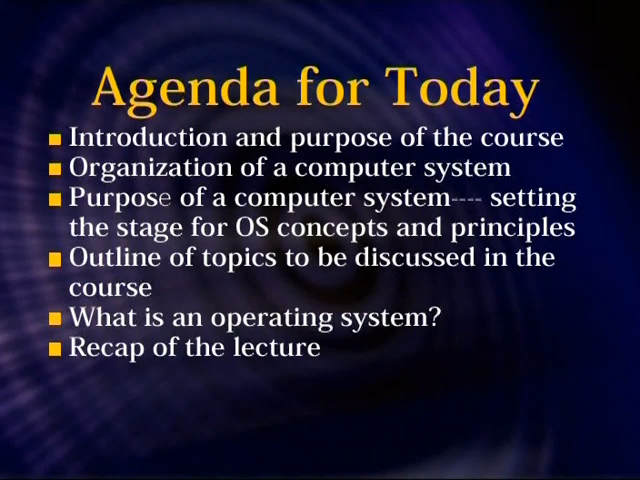 Agenda for Today
Introduction and purpose of the course
Organization of a computer system
Purpose of a computer system---- setting
the stage for OS concepts and principles
Outline of topics to be discussed in the
course
What is an operating system?
Recap of the lecture